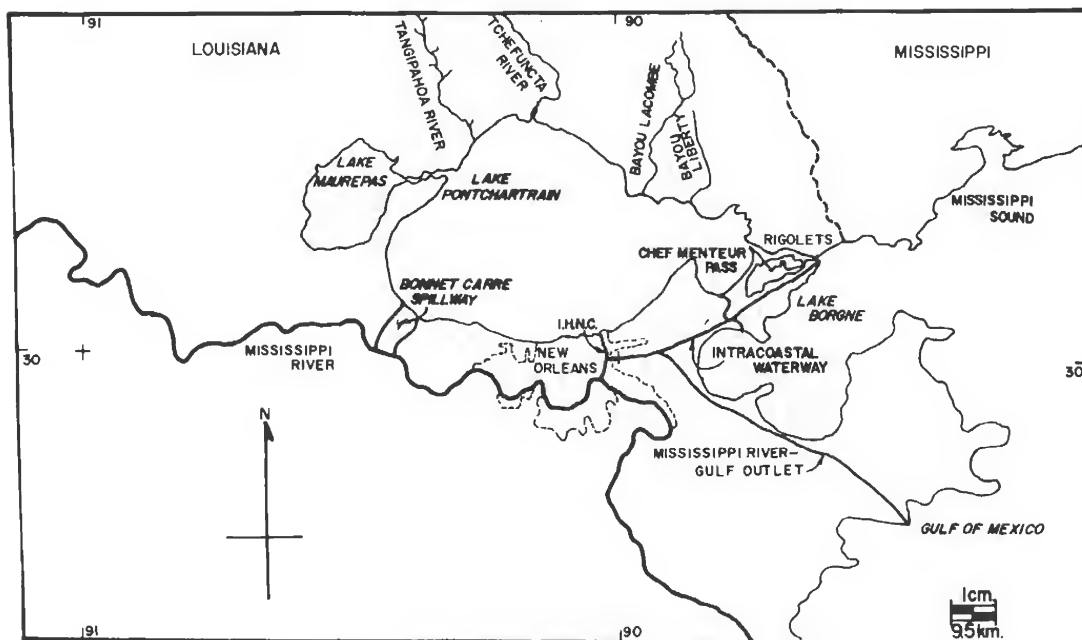 91
90
LOUISIANA
MISSISSIPPI
TANGIPAHOA RIVER
TCHEFUNCTA
RIVER
BAYOU LACOMBE
BAYOU
LIBERTY
LAKE
MAUREPAS
LAKE
PONTCHARTRAIN
MISSISSIPPI
SOUND
RIGOLETS
CHEF MENTEUR
PASS
BONNET CARRE
SPILLWAY
LAKE
BORGNE
I.H.N.C.
30
MISSISSIPPI
RIVER
NEW
ORLEANS
INTRACOASTAL
WATERWAY
30
N
MISSISSIPPI RIVER-
GULF OUTLET
GULF OF MEXICO
1cm.
9.5km.
91
90